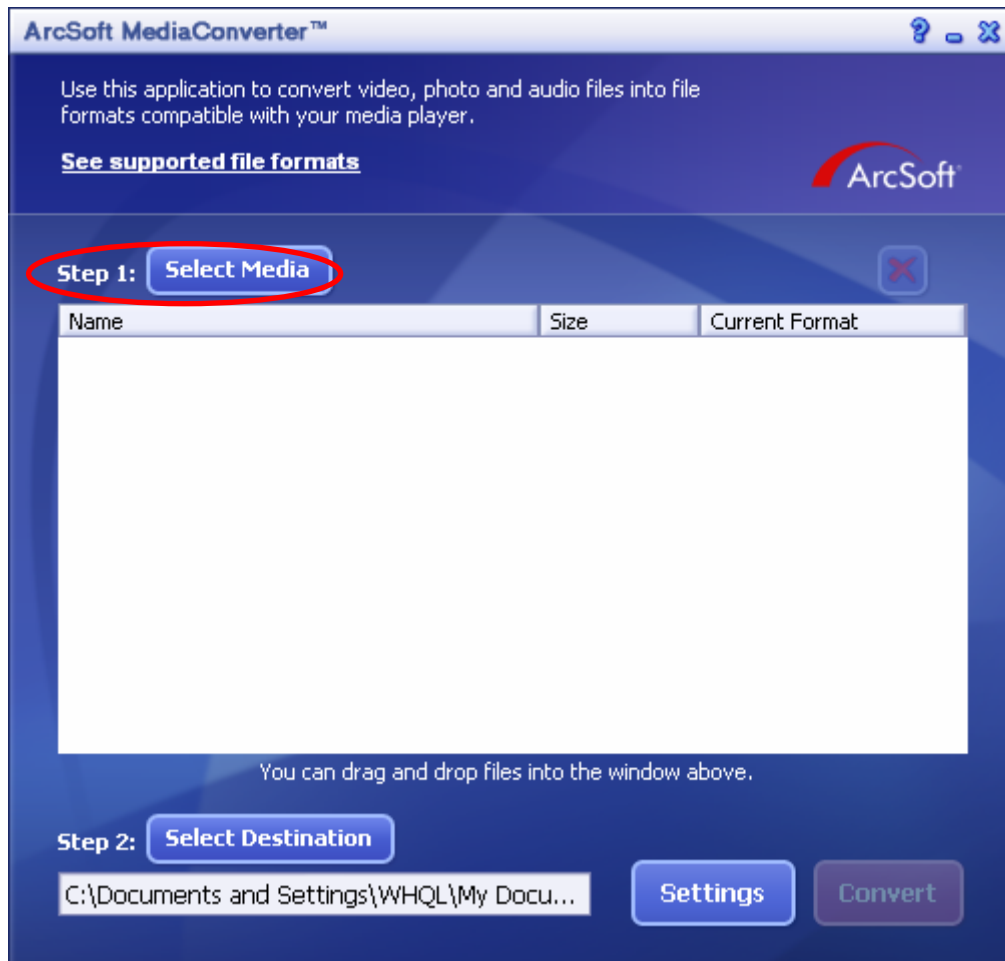 ArcSoft MediaConverter™
Use this application to convert video, photo and audio files into file
formats compatible with your media player.
See supported file formats
ArcSoft
Step 1: Select Media
Name Size Current Format
You can drag and drop files into the window above.
Step 2: Select Destination
C:\Documents and Settings\WHQL\My Docu...
Settings Convert